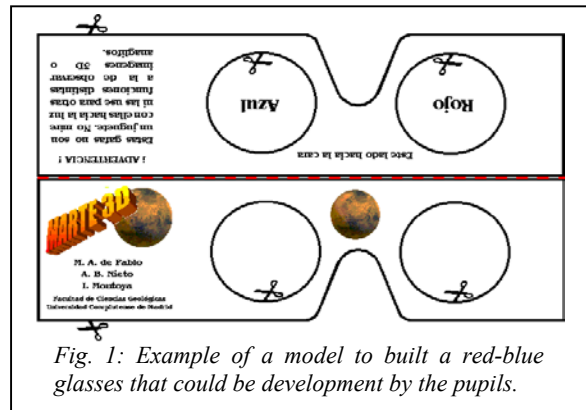 ¡ ADVERTENCIA !
Estas gafas no son
un juguete. No mire
con ellas hacia la luz
ni las use para otras
funciones distintas
a la de observar
imagenes 3D o
anaglifos.
Azul
Rojo
Este lado hacia la cara
MARTE 3D
M. A. de Pablo
A. B. Nieto
I. Montoya
Facultad de Ciencias Geológicas
Universidad Complutense de Madrid
Fig. 1: Example of a model to built a red-blue
glasses that could be development by the pupils.